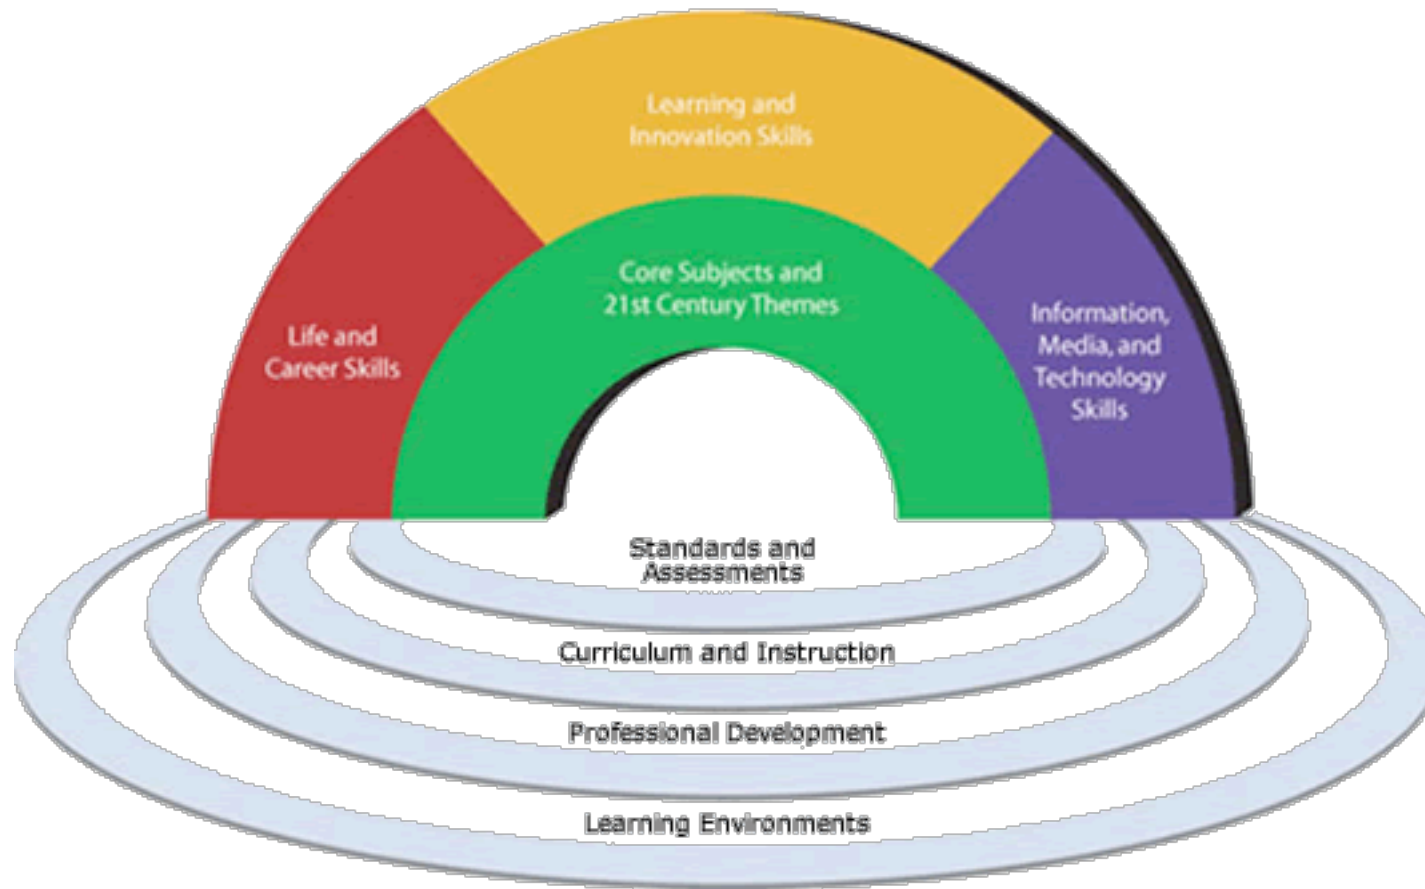 Learning and
Innovation Skills
Core Subjects and
21st Century Themes
Life and
Career Skills
Information,
Media, and
Technology
Skills
Standards and
Assessments
Curriculum and Instruction
Professional Development
Learning Environments